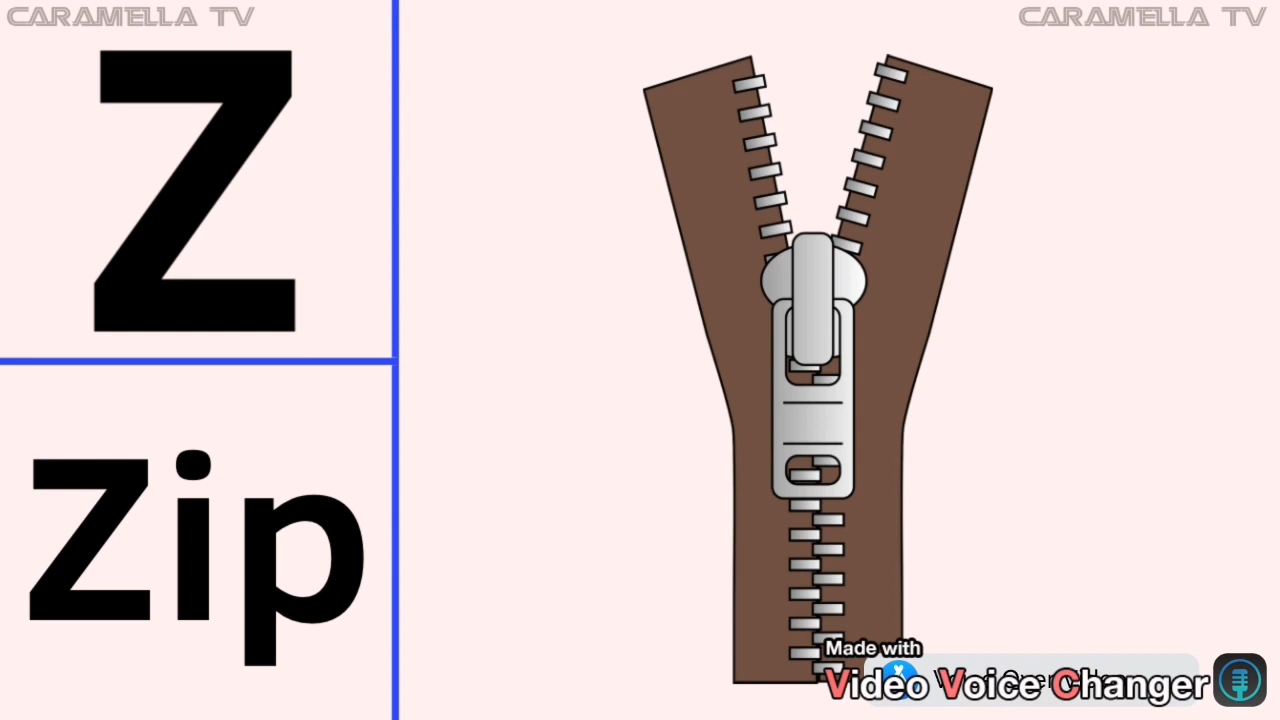 CARAMELLA TV
CARAMELLA TV
Z
Zip
Made with
Video Voice Changer